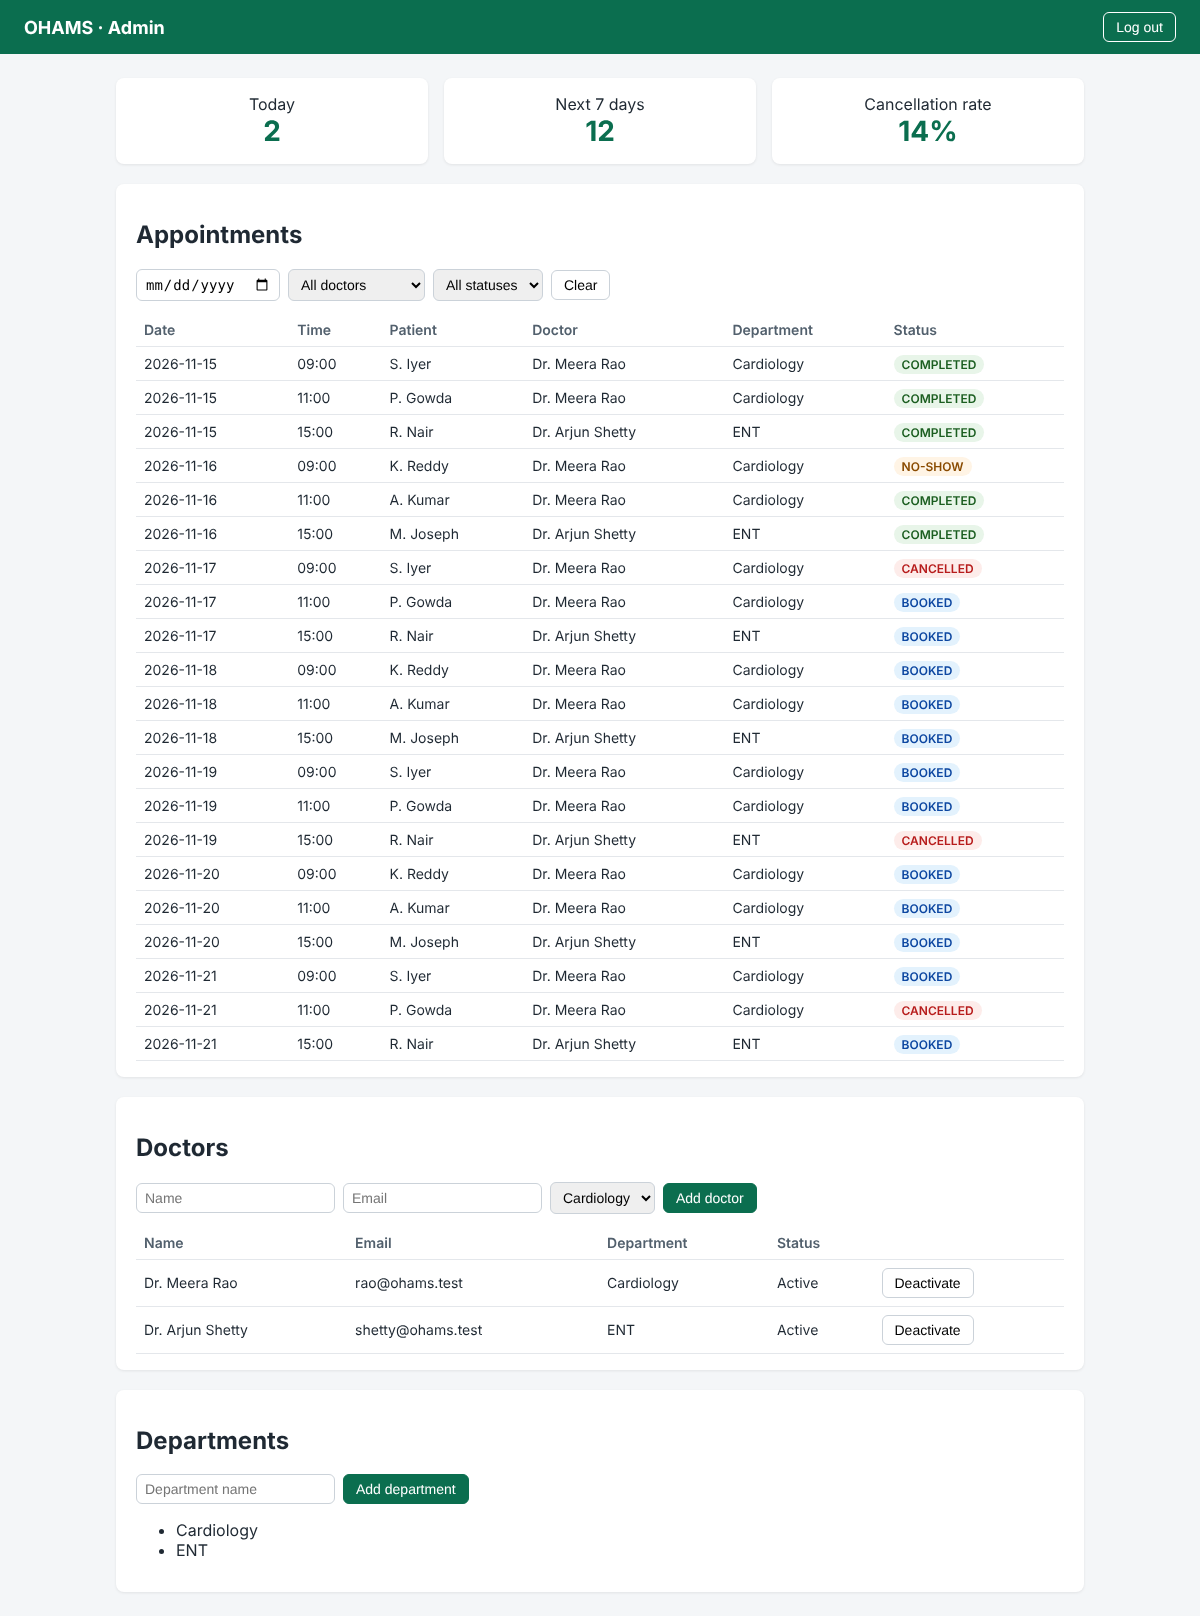 OHAMS · Admin
Log out
Today
2
Next 7 days
12
Cancellation rate
14%
Appointments
mm/dd/yyyy All doctors All statuses Clear
Date Time Patient Doctor Department Status
2026-11-15 09:00 S. Iyer Dr. Meera Rao Cardiology COMPLETED
2026-11-15 11:00 P. Gowda Dr. Meera Rao Cardiology COMPLETED
2026-11-15 15:00 R. Nair Dr. Arjun Shetty ENT COMPLETED
2026-11-16 09:00 K. Reddy Dr. Meera Rao Cardiology NO-SHOW
2026-11-16 11:00 A. Kumar Dr. Meera Rao Cardiology COMPLETED
2026-11-16 15:00 M. Joseph Dr. Arjun Shetty ENT COMPLETED
2026-11-17 09:00 S. Iyer Dr. Meera Rao Cardiology CANCELLED
2026-11-17 11:00 P. Gowda Dr. Meera Rao Cardiology BOOKED
2026-11-17 15:00 R. Nair Dr. Arjun Shetty ENT BOOKED
2026-11-18 09:00 K. Reddy Dr. Meera Rao Cardiology BOOKED
2026-11-18 11:00 A. Kumar Dr. Meera Rao Cardiology BOOKED
2026-11-18 15:00 M. Joseph Dr. Arjun Shetty ENT BOOKED
2026-11-19 09:00 S. Iyer Dr. Meera Rao Cardiology BOOKED
2026-11-19 11:00 P. Gowda Dr. Meera Rao Cardiology BOOKED
2026-11-19 15:00 R. Nair Dr. Arjun Shetty ENT CANCELLED
2026-11-20 09:00 K. Reddy Dr. Meera Rao Cardiology BOOKED
2026-11-20 11:00 A. Kumar Dr. Meera Rao Cardiology BOOKED
2026-11-20 15:00 M. Joseph Dr. Arjun Shetty ENT BOOKED
2026-11-21 09:00 S. Iyer Dr. Meera Rao Cardiology BOOKED
2026-11-21 11:00 P. Gowda Dr. Meera Rao Cardiology CANCELLED
2026-11-21 15:00 R. Nair Dr. Arjun Shetty ENT BOOKED
Doctors
Name Email Cardiology Add doctor
Name Email Department Status
Dr. Meera Rao rao@ohams.test Cardiology Active Deactivate
Dr. Arjun Shetty shetty@ohams.test ENT Active Deactivate
Departments
Department name Add department
• Cardiology
• ENT